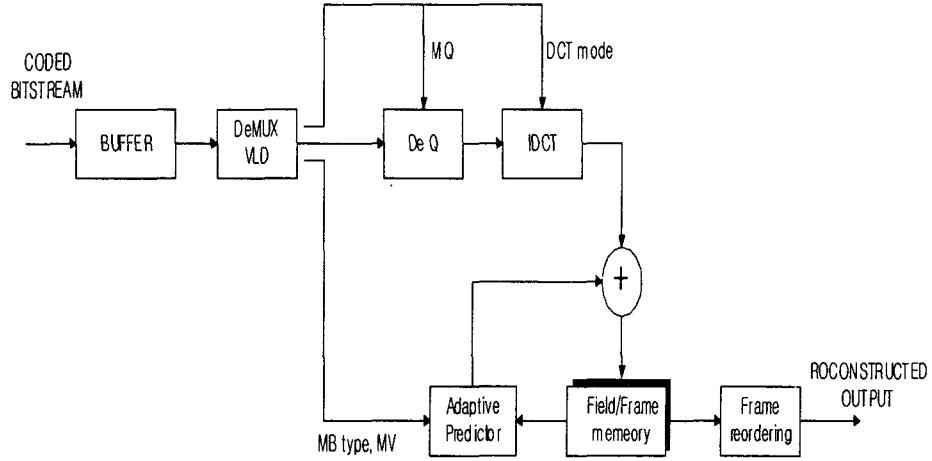 CODED
BITSTREAM
MQ
DCT mode
BUFFER
DeMUX
VLD
De Q
IDCT
+
ROCONSTRUCTED
OUTPUT
Adaptive
Predictor
Field/Frame
memeory
Frame
reordering
MB type, MV